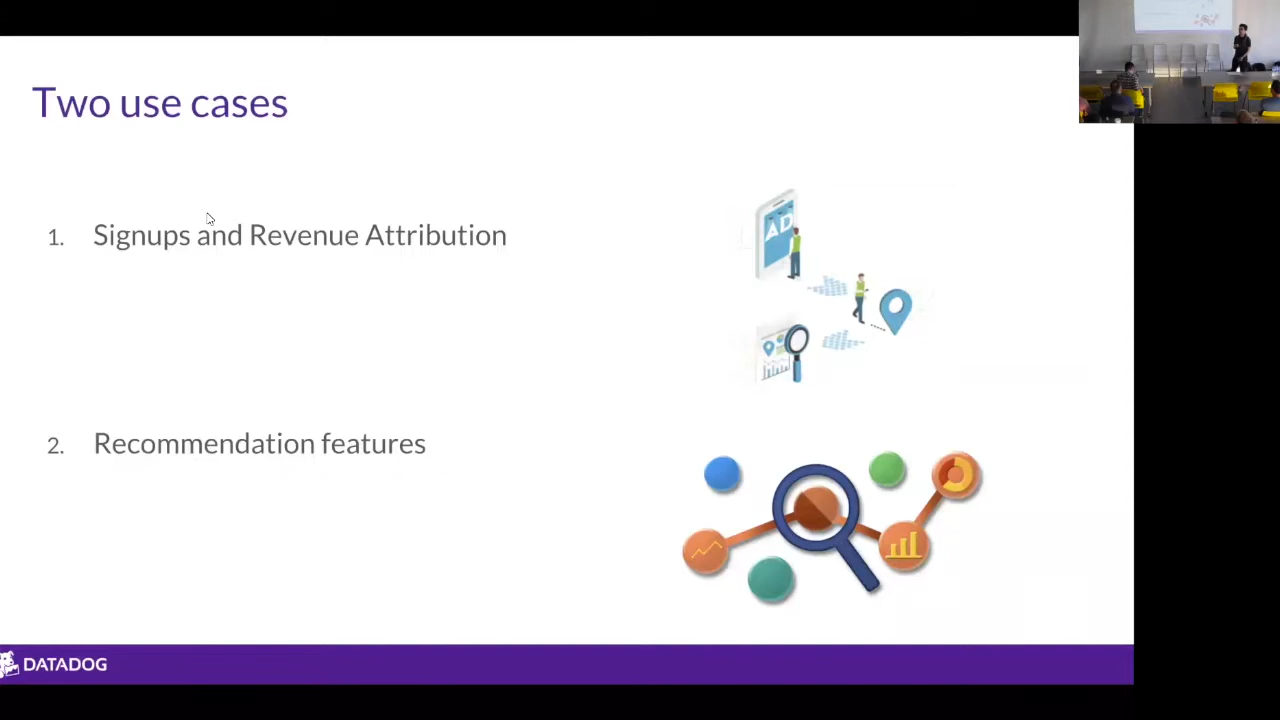 Two use cases
1. Signups and Revenue Attribution
AD
2. Recommendation features
DATADOG